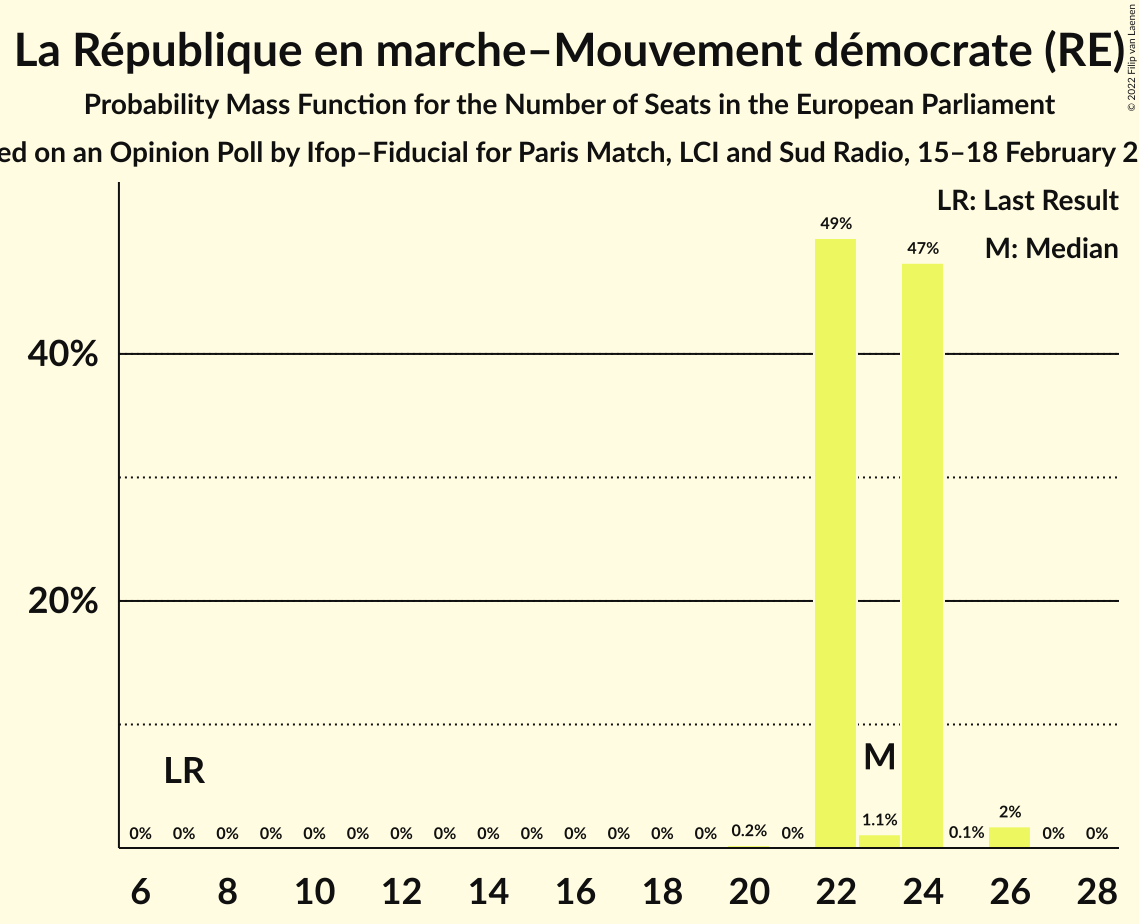 La République en marche–Mouvement démocrate (RE)
© 2022 Filip van Laenen
Probability Mass Function for the Number of Seats in the European Parliament
ed on an Opinion Poll by Ifop–Fiducial for Paris Match, LCI and Sud Radio, 15–18 February 2
LR: Last Result
M: Median
49%
47%
40%
20%
LR
M
0% 0% 0% 0% 0% 0% 0% 0% 0% 0% 0% 0% 0% 0% 0.2% 0% 1.1% 0.1% 2% 0% 0%
6 8 10 12 14 16 18 20 22 24 26 28